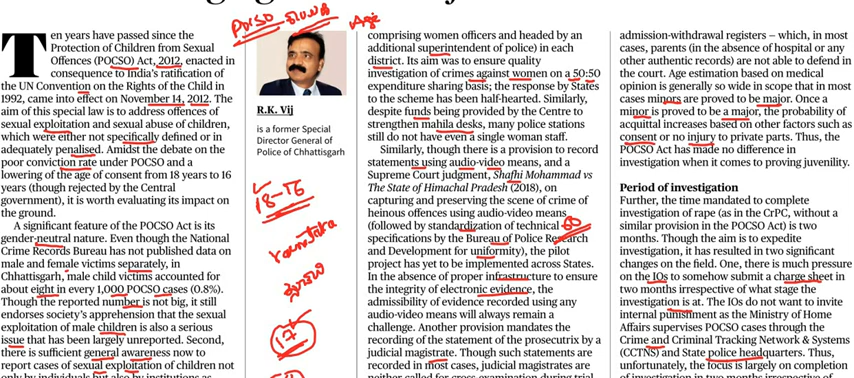 POCSO
Age
Ten years have passed since the
Protection of Children from Sexual
Offences (POCSO) Act, 2012, enacted in
consequence to India's ratification of
the UN Convention on the Rights of the Child in
1992, came into effect on November 14, 2012. The
aim of this special law is to address offences of
sexual exploitation and sexual abuse of children,
which were either not specifically defined or in
adequately penalised. Amidst the debate on the
poor conviction rate under POCSO and a
lowering of the age of consent from 18 years to 16
years (though rejected by the Central
government), it is worth evaluating its impact on
the ground.
A significant feature of the POCSO Act is its
gender-neutral nature. Even though the National
Crime Records Bureau has not published data on
male and female victims separately, in
Chhattisgarh, male child victims accounted for
about eight in every 1,000 POCSO cases (0.8%).
Though the reported number is not big, it still
endorses society's apprehension that the sexual
exploitation of male children is also a serious
issue that has been largely unreported. Second,
there is sufficient general awareness now to
report cases of sexual exploitation of children not
only by individuals but also by institutions as
R.K. Vij
is a former Special
Director General of
Police of Chhattisgarh
18-16
17
comprising women officers and headed by an
additional superintendent of police) in each
district. Its aim was to ensure quality
investigation of crimes against women on a 50:50
expenditure sharing basis; the response by States
to the scheme has been half-hearted. Similarly,
despite funds being provided by the Centre to
strengthen mahila desks, many police stations
still do not have even a single woman staff.
Similarly, though there is a provision to record
statements using audio-video means, and a
Supreme Court judgment, Shafhi Mohammad vs
The State of Himachal Pradesh (2018), on
capturing and preserving the scene of crime of
heinous offences using audio-video means
(followed by standardization of technical
specifications by the Bureau of Police Research
and Development for uniformity), the pilot
project has yet to be implemented across States.
In the absence of proper infrastructure to ensure
the integrity of electronic evidence, the
admissibility of evidence recorded using any
audio-video means will always remain a
challenge. Another provision mandates the
recording of the statement of the prosecutrix by a
judicial magistrate. Though such statements are
recorded in most cases, judicial magistrates are
neither called for cross-examination during trial
admission-withdrawal registers — which, in most
cases, parents (in the absence of hospital or any
other authentic records) are not able to defend in
the court. Age estimation based on medical
opinion is generally so wide in scope that in most
cases minors are proved to be major. Once a
minor is proved to be a major, the probability of
acquittal increases based on other factors such as
consent or no injury to private parts. Thus, the
POCSO Act has made no difference in
investigation when it comes to proving juvenility.
Period of investigation
Further, the time mandated to complete
investigation of rape (as in the CrPC, without a
similar provision in the POCSO Act) is two
months. Though the aim is to expedite
investigation, it has resulted in two significant
changes on the field. One, there is much pressure
on the IOs to somehow submit a charge sheet in
two months irrespective of what stage the
investigation is at. The IOs do not want to invite
internal punishment as the Ministry of Home
Affairs supervises POCSO cases through the
Crime and Criminal Tracking Network & Systems
(CCTNS) and State police headquarters. Thus,
unfortunately, the focus is largely on completion
of investigation in two months irrespective of